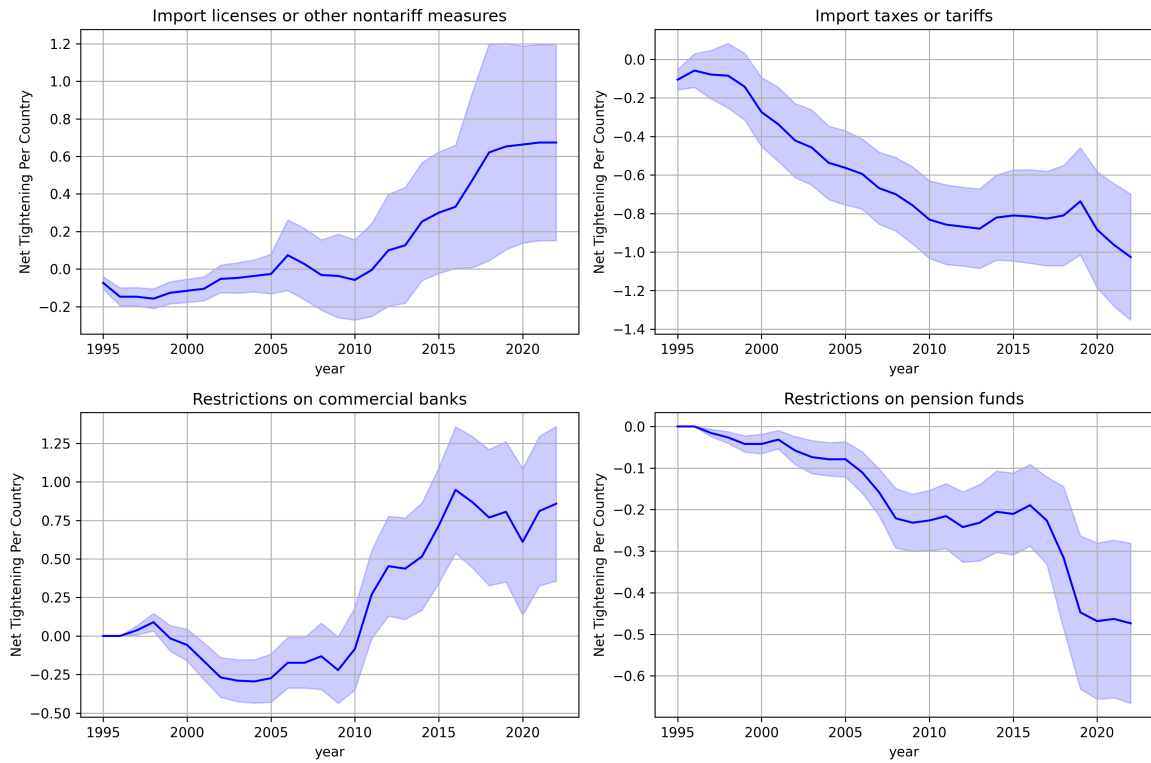 Import licenses or other nontariff measures
Net Tightening Per Country
1.2
1.0
0.8
0.6
0.4
0.2
0.0
−0.2
1995 2000 2005 2010 2015 2020
year
Import taxes or tariffs
Net Tightening Per Country
0.0
−0.2
−0.4
−0.6
−0.8
−1.0
−1.2
−1.4
1995 2000 2005 2010 2015 2020
year
Restrictions on commercial banks
Net Tightening Per Country
1.25
1.00
0.75
0.50
0.25
0.00
−0.25
−0.50
1995 2000 2005 2010 2015 2020
year
Restrictions on pension funds
Net Tightening Per Country
0.0
−0.1
−0.2
−0.3
−0.4
−0.5
−0.6
1995 2000 2005 2010 2015 2020
year